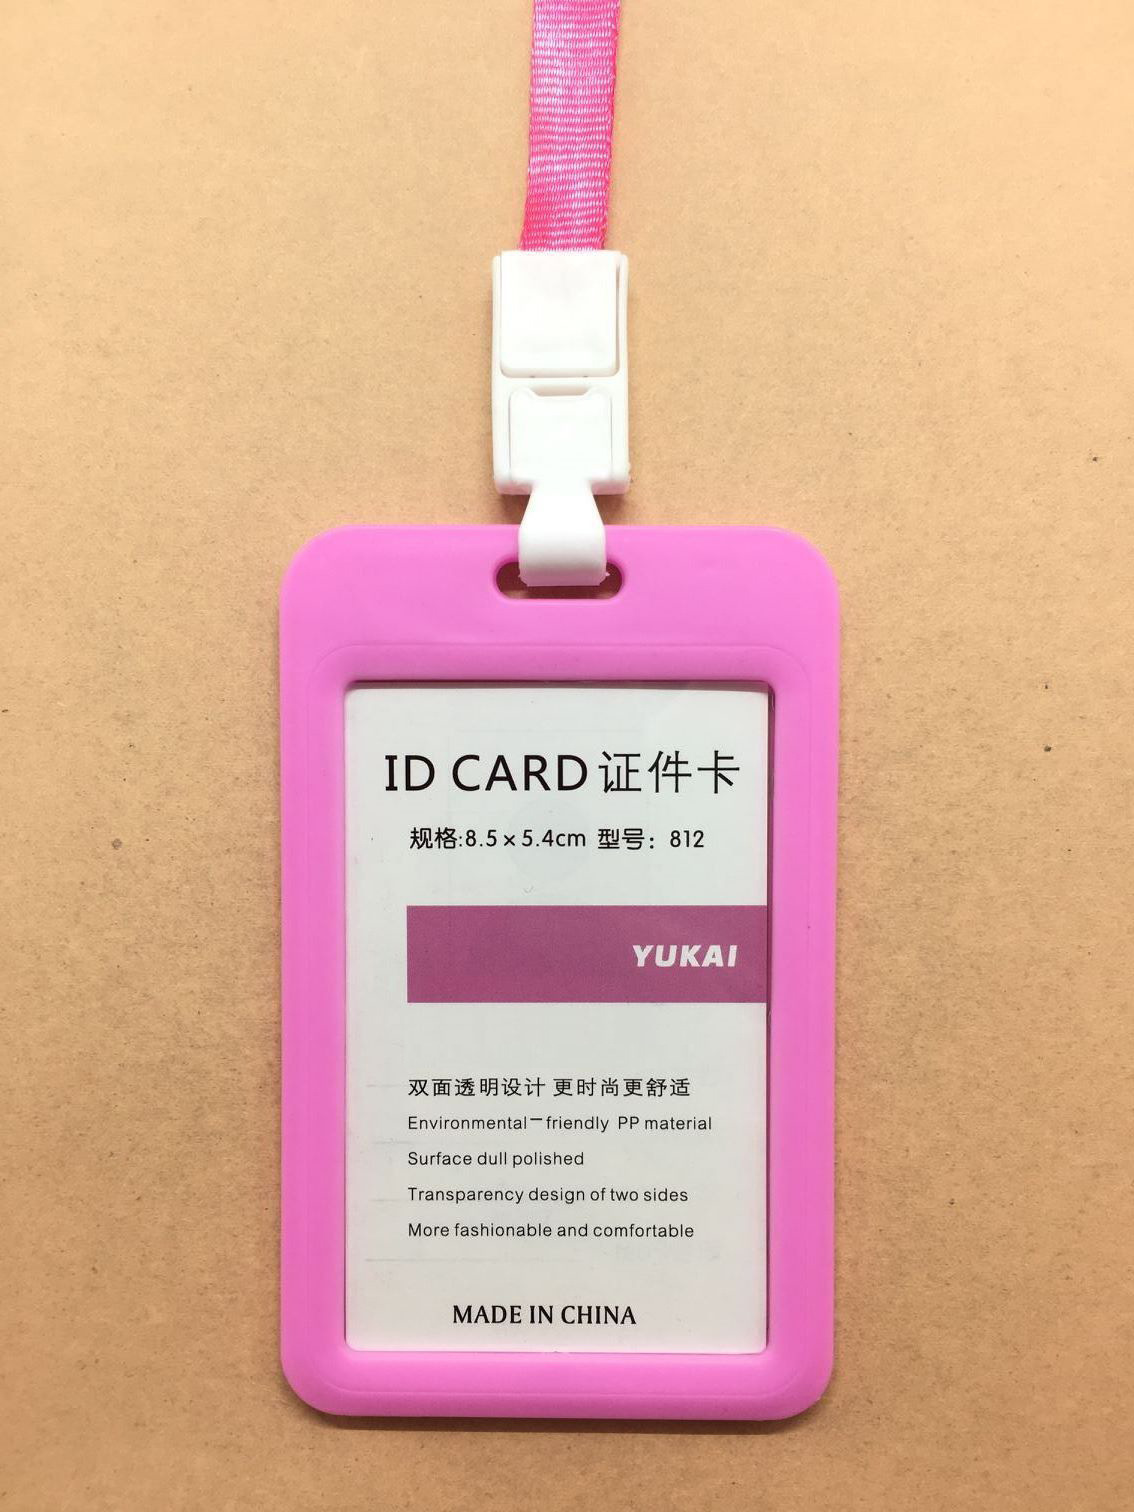 ID CARD 证件卡
规格:8.5×5.4cm 型号：812
YUKAI
双面透明设计 更时尚更舒适
Environmental-friendly PP material
Surface dull polished
Transparency design of two sides
More fashionable and comfortable
MADE IN CHINA